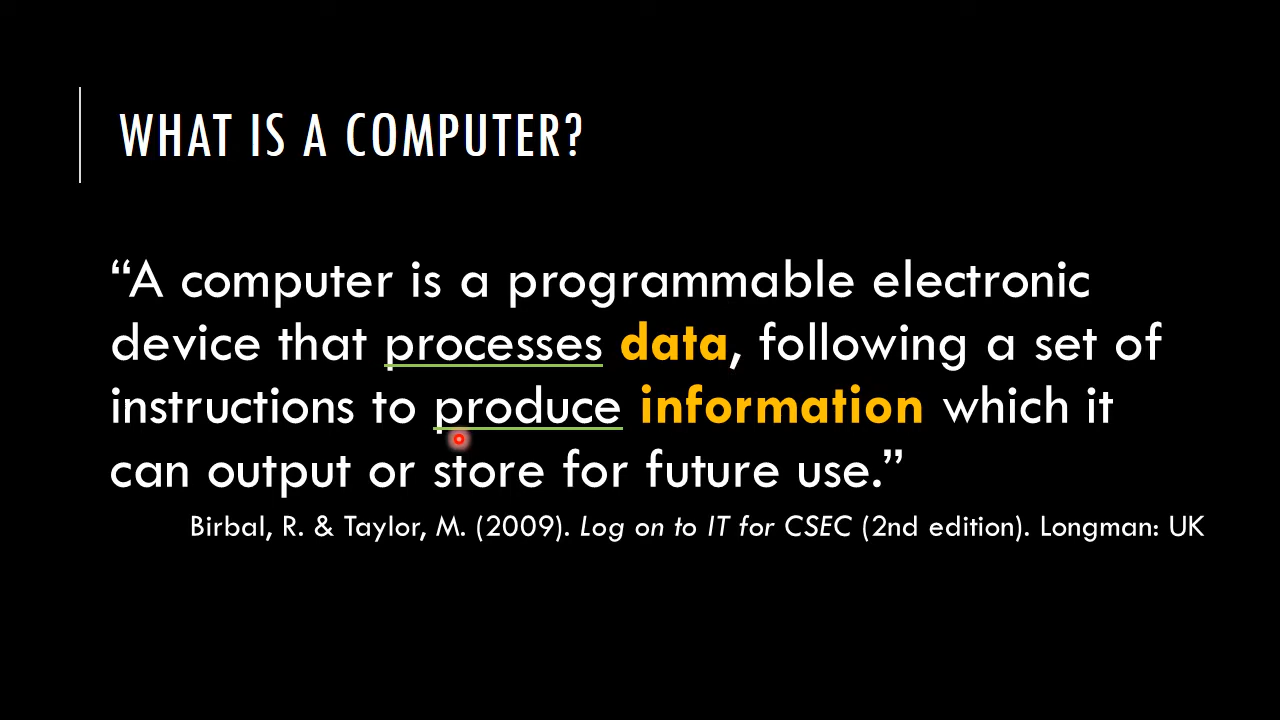 WHAT IS A COMPUTER?
“A computer is a programmable electronic
device that processes data, following a set of
instructions to produce information which it
can output or store for future use.”
Birbal, R. & Taylor, M. (2009). Log on to IT for CSEC (2nd edition). Longman: UK